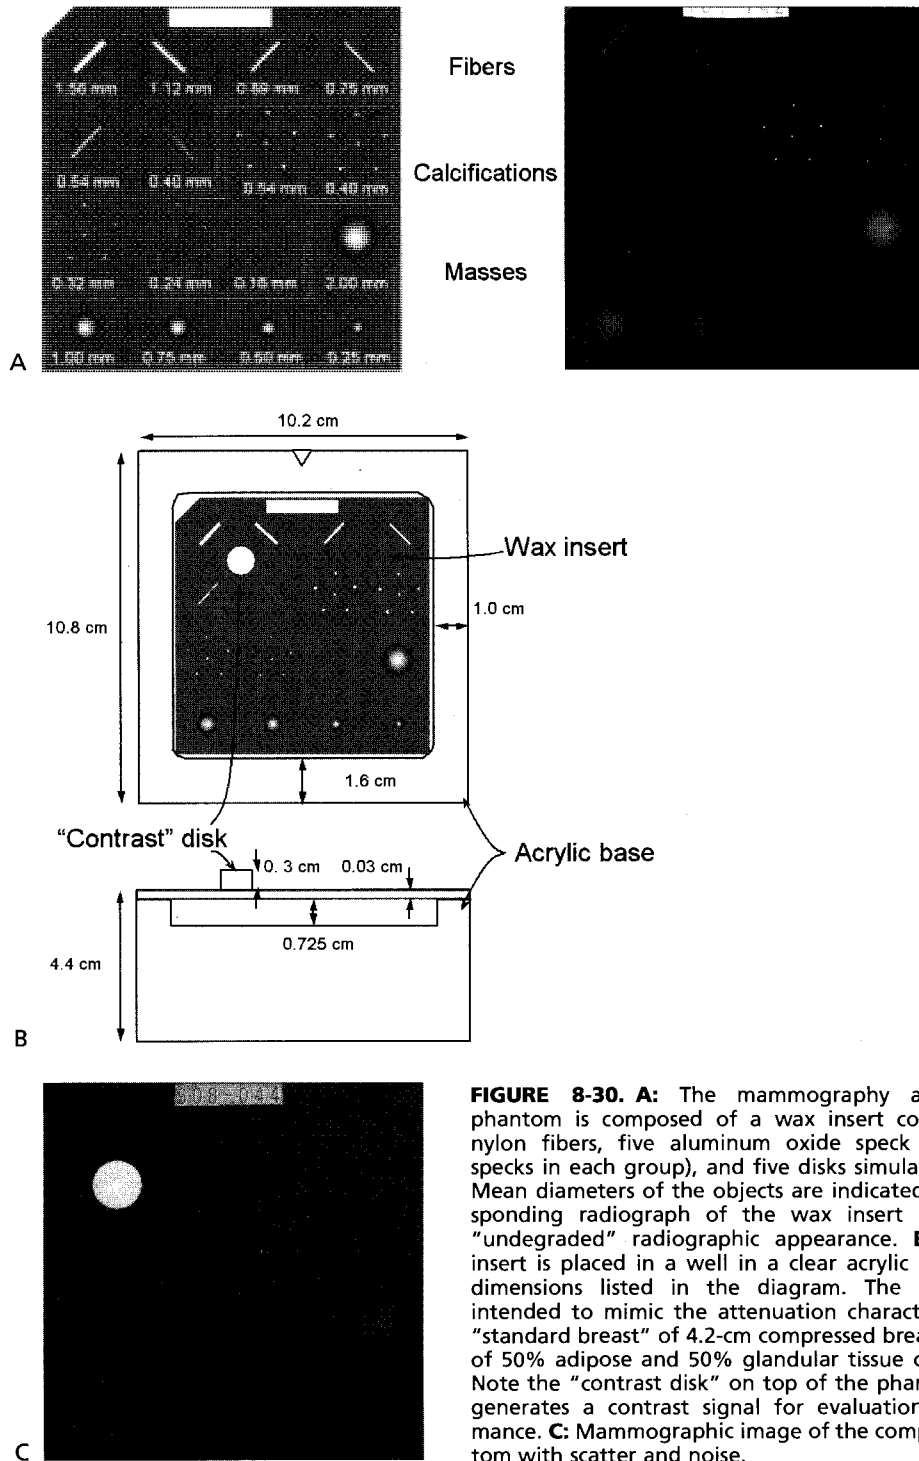 Fibers
1.56 mm 1.12 mm 0.89 mm 0.75 mm
Calcifications
0.54 mm 0.40 mm 0.54 mm 0.40 mm
Masses
0.32 mm 0.24 mm 0.16 mm 2.00 mm
1.00 mm 0.75 mm 0.50 mm 0.25 mm
A
10.2 cm
Wax insert
1.0 cm
10.8 cm
1.6 cm
"Contrast" disk
0. 3 cm 0.03 cm
Acrylic base
0.725 cm
4.4 cm
B
C
FIGURE 8-30. A: The mammography a
phantom is composed of a wax insert co
nylon fibers, five aluminum oxide speck
specks in each group), and five disks simula
Mean diameters of the objects are indicated
sponding radiograph of the wax insert
"undegraded" radiographic appearance.
insert is placed in a well in a clear acrylic
dimensions listed in the diagram. The
intended to mimic the attenuation charact
"standard breast" of 4.2-cm compressed brea
of 50% adipose and 50% glandular tissue
Note the "contrast disk" on top of the phar
generates a contrast signal for evaluation
mance. C: Mammographic image of the comp
tom with scatter and noise.